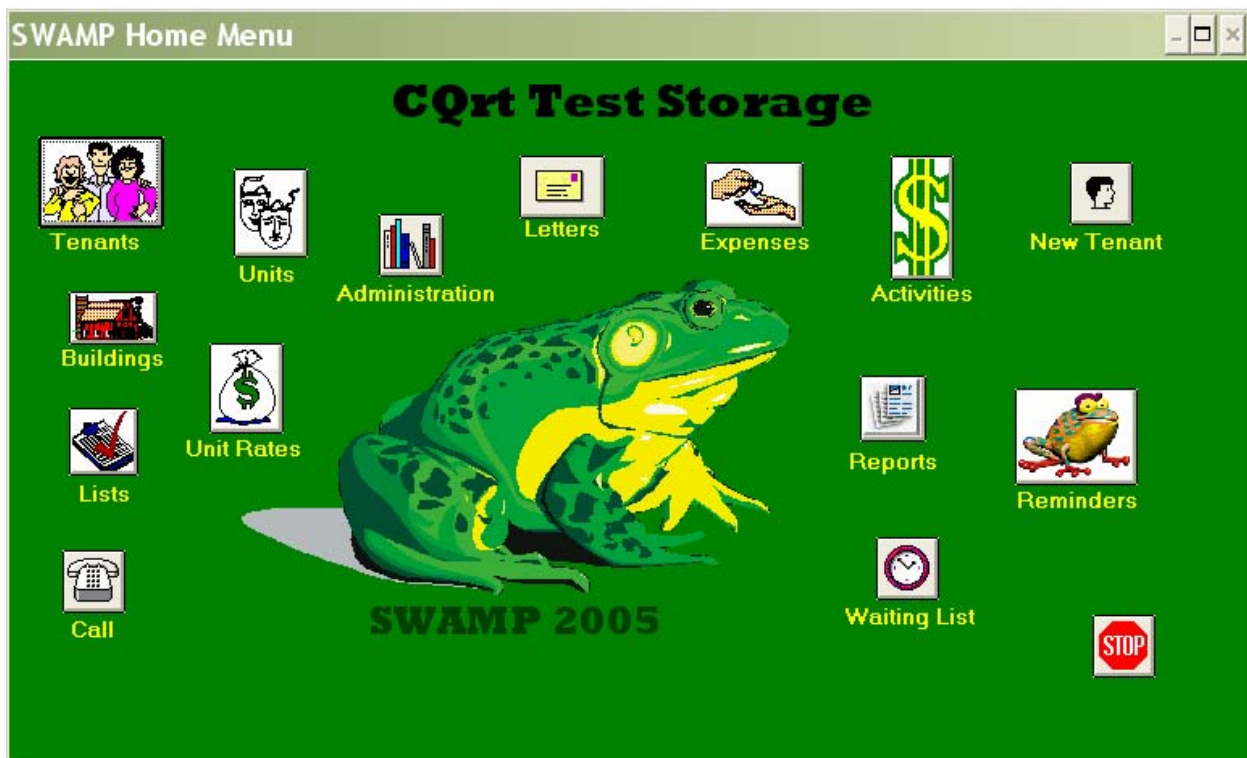 SWAMP Home Menu
CQrt Test Storage
Tenants
Units
Administration
Letters
Expenses
Activities
New Tenant
Buildings
Unit Rates
Lists
Reports
Reminders
Call
SWAMP 2005
Waiting List
STOP